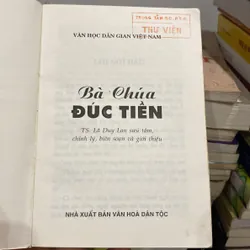 VĂN HỌC DÂN GIAN VIỆT NAM
THƯ VIỆN
Bà Chúa
ĐÚC TIỀN
TS. Lê Duy Lan sưu tầm,
chỉnh lý, biên soạn và giới thiệu
NHÀ XUẤT BẢN VĂN HOÁ DÂN TỘC